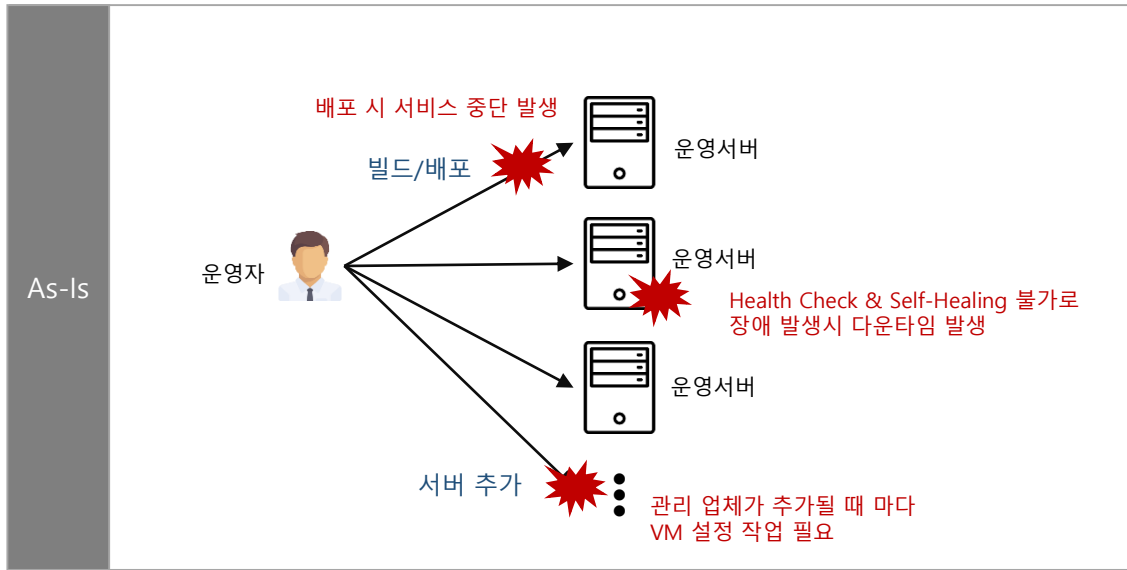 As-Is
배포 시 서비스 중단 발생
빌드/배포
운영서버
운영자
운영서버
Health Check & Self-Healing 불가로
장애 발생시 다운타임 발생
운영서버
서버 추가
관리 업체가 추가될 때 마다
VM 설정 작업 필요